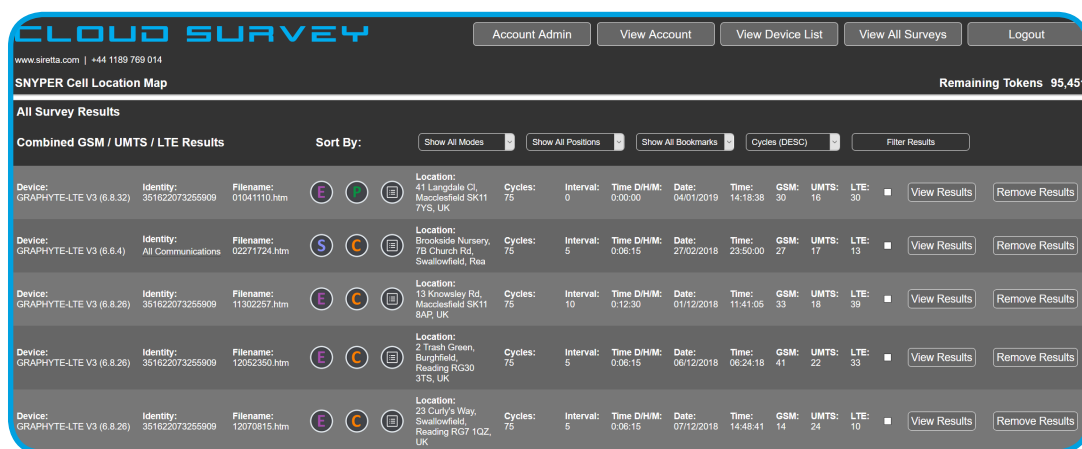 CLOUD SURVEY
Account Admin View Account View Device List View All Surveys Logout
www.siretta.com | +44 1189 769 014
SNYPER Cell Location Map Remaining Tokens 95,45
All Survey Results
Combined GSM / UMTS / LTE Results Sort By: Show All Modes Show All Positions Show All Bookmarks Cycles (DESC) Filter Results
Device: Identity: Filename: Location: Cycles: Interval: Time D/H/M: Date: Time: GSM: UMTS: LTE:
GRAPHYTE-LTE V3 (6.8.32) 351622073255909 01041110.htm E P 41 Langdale Cl, 75 0 0:00:00 04/01/2019 14:18:38 30 16 30 View Results Remove Results
Macclesfield SK11
7YS, UK
Device: Identity: Filename: Location: Cycles: Interval: Time D/H/M: Date: Time: GSM: UMTS: LTE:
GRAPHYTE-LTE V3 (6.6.4) All Communications 02271724.htm S C Brookside Nursery, 75 5 0:06:15 27/02/2018 23:50:00 27 17 13 View Results Remove Results
7B Church Rd,
Swallowfield, Rea
Device: Identity: Filename: Location: Cycles: Interval: Time D/H/M: Date: Time: GSM: UMTS: LTE:
GRAPHYTE-LTE V3 (6.8.26) 351622073255909 11302257.htm E C 13 Knowsley Rd, 75 10 0:12:30 01/12/2018 11:41:05 33 18 39 View Results Remove Results
Macclesfield SK11
8AP, UK
Device: Identity: Filename: Location: Cycles: Interval: Time D/H/M: Date: Time: GSM: UMTS: LTE:
GRAPHYTE-LTE V3 (6.8.26) 351622073255909 12052350.htm E C 2 Trash Green, 75 5 0:06:15 06/12/2018 06:24:18 41 22 33 View Results Remove Results
Burghfield,
Reading RG30
3TS, UK
Device: Identity: Filename: Location: Cycles: Interval: Time D/H/M: Date: Time: GSM: UMTS: LTE:
GRAPHYTE-LTE V3 (6.8.26) 351622073255909 12070815.htm E C 23 Curly's Way, 75 5 0:06:15 07/12/2018 14:48:41 14 24 10 View Results Remove Results
Swallowfield,
Reading RG7 1QZ,
UK